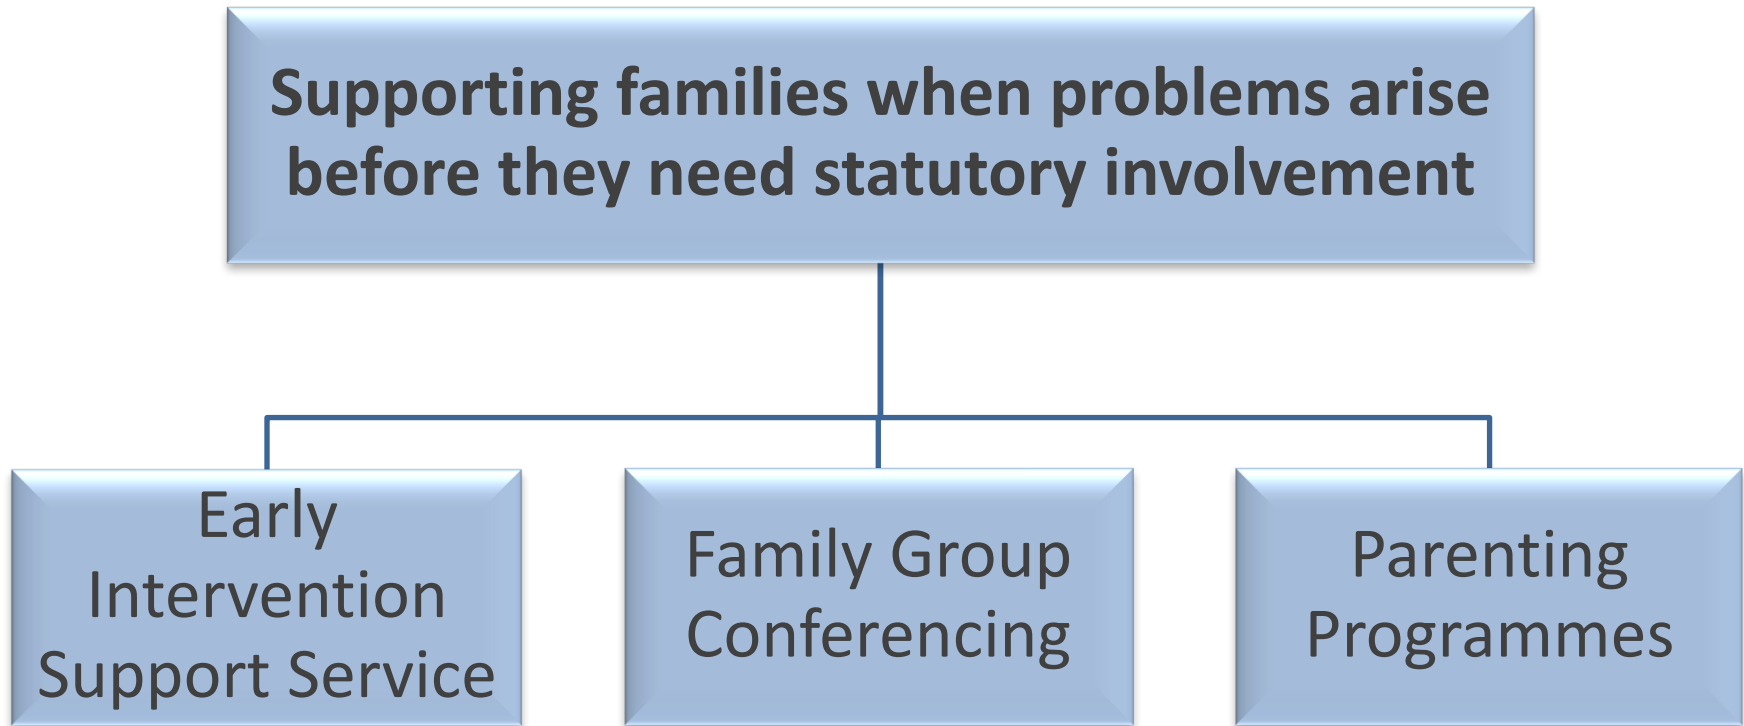 Supporting families when problems arise
before they need statutory involvement
Early
Intervention
Support Service
Family Group
Conferencing
Parenting
Programmes